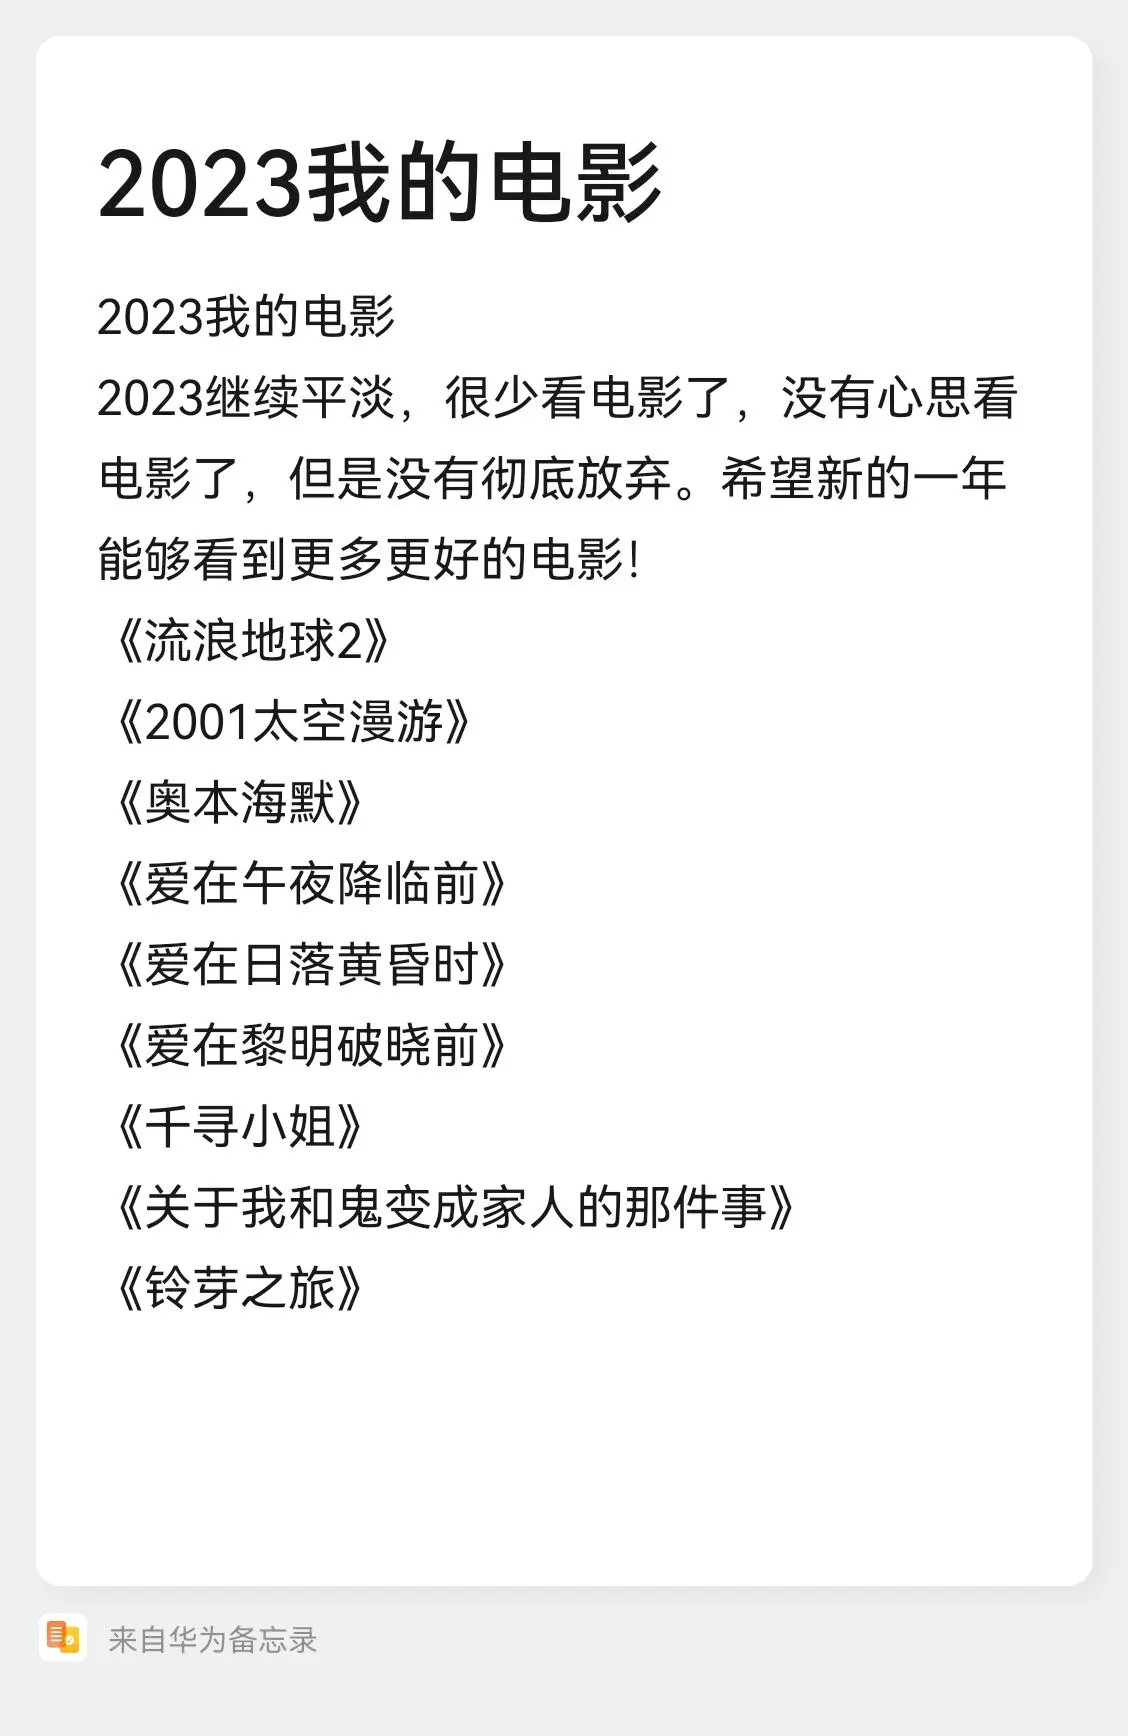 2023我的电影
2023我的电影
2023继续平淡，很少看电影了，没有心思看
电影了，但是没有彻底放弃。希望新的一年
能够看到更多更好的电影！
《流浪地球2》
《2001太空漫游》
《奥本海默》
《爱在午夜降临前》
《爱在日落黄昏时》
《爱在黎明破晓前》
《千寻小姐》
《关于我和鬼变成家人的那件事》
《铃芽之旅》
来自华为备忘录